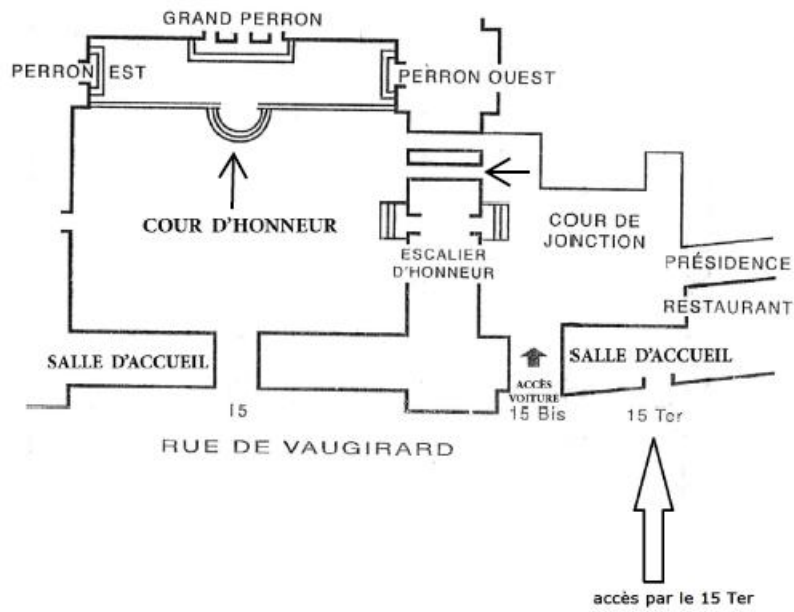 GRAND PERRON
PERRON EST
PERRON OUEST
COUR D'HONNEUR
COUR DE
JONCTION
ESCALIER
D'HONNEUR
PRÉSIDENCE
RESTAURANT
SALLE D'ACCUEIL
SALLE D'ACCUEIL
ACCÈS
VOITURE
15
15 Bis
15 Ter
RUE DE VAUGIRARD
accès par le 15 Ter